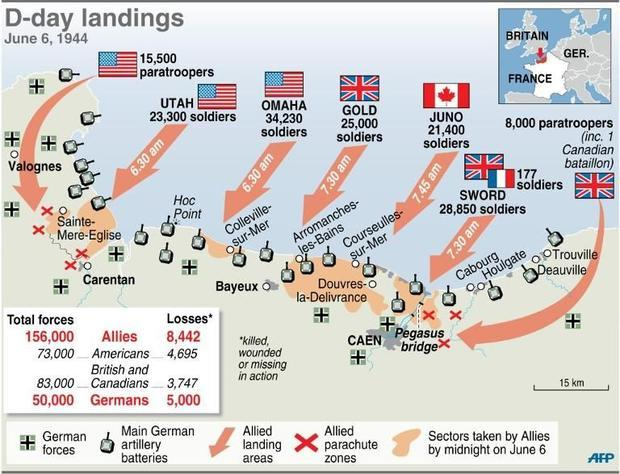 D-day landings
June 6, 1944
15,500
paratroopers
UTAH
23,300 soldiers
OMAHA
34,230
soldiers
GOLD
25,000
soldiers
JUNO
21,400
soldiers
BRITAIN
GER.
FRANCE
8,000 paratroopers
(inc. 1
Canadian
bataillon)
177
soldiers
SWORD
28,850 soldiers
6.30 am
6.30 am
7.30 am
7.45 am
7.30 am
Valognes
Sainte-
Mere-Eglise
Carentan
Hoc
Point
Colleville-
sur-Mer
Arromanches-
les-Bains
Courseulles-
sur-Mer
Bayeux
Douvres-
la-Delivrance
CAEN
Pegasus
bridge
Cabourg
Houlgate
Trouville
Deauville
Total forces Losses*
156,000 Allies 8,442
73,000 Americans 4,695
British and
83,000 Canadians 3,747
50,000 Germans 5,000
*killed,
wounded
or missing
in action
15 km
German
forces
Main German
artillery
batteries
Allied
landing
areas
Allied
parachute
zones
Sectors taken by Allies
by midnight on June 6
AFP